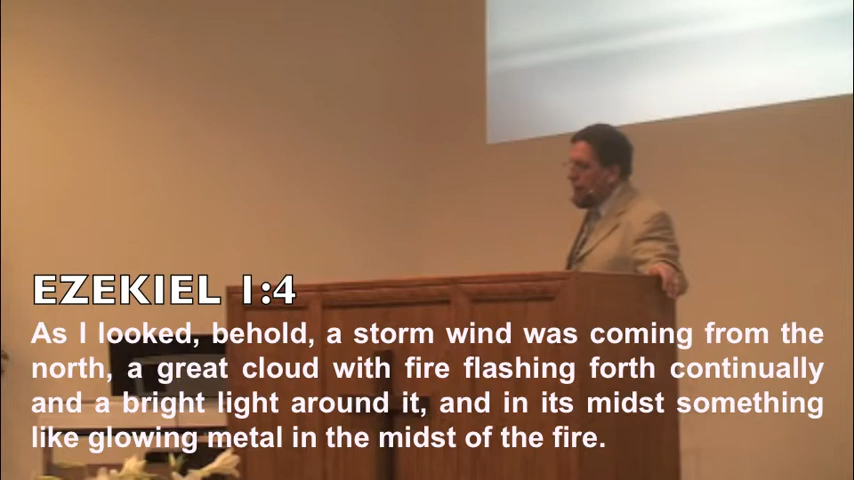 EZEKIEL 1:4
As I looked, behold, a storm wind was coming from the
north, a great cloud with fire flashing forth continually
and a bright light around it, and in its midst something
like glowing metal in the midst of the fire.